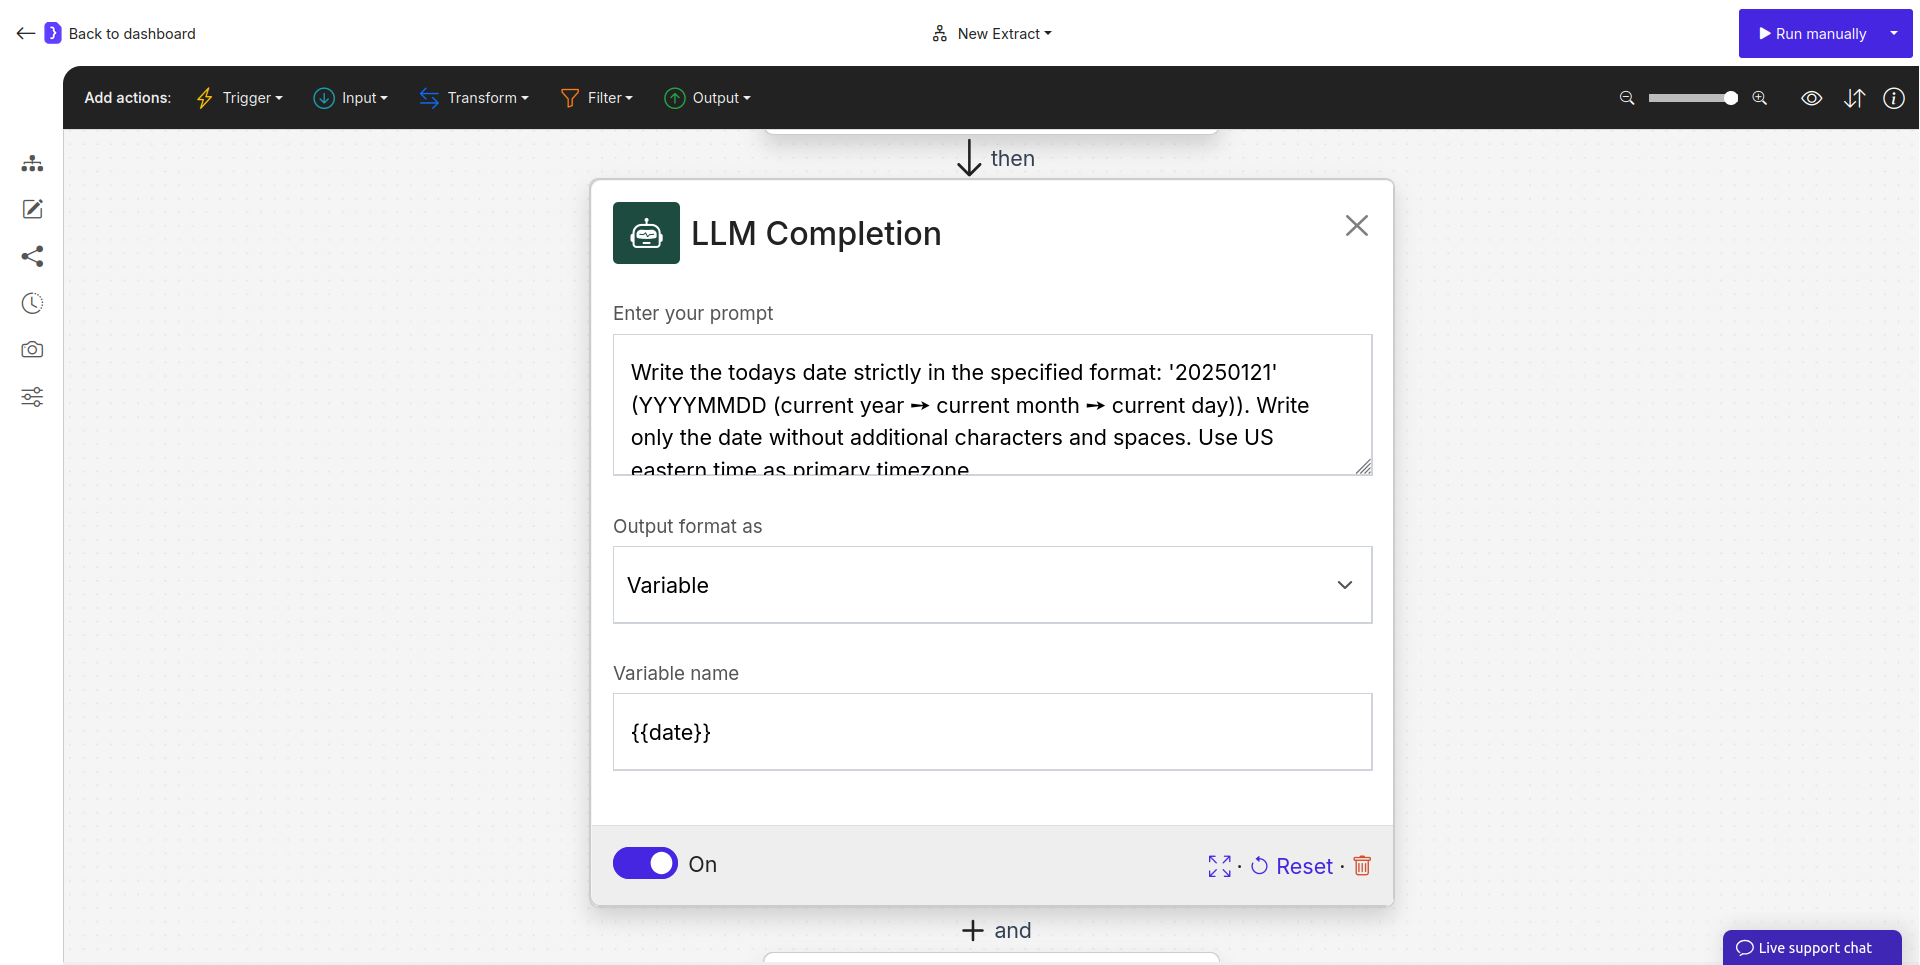 Back to dashboard
New Extract
Run manually
Add actions:
Trigger
Input
Transform
Filter
Output
then
LLM Completion
Enter your prompt
Write the todays date strictly in the specified format: '20250121'
(YYYYMMDD (current year ➙ current month ➙ current day)). Write
only the date without additional characters and spaces. Use US
eastern time as primary timezone
Output format as
Variable
Variable name
{{date}}
On
· Reset ·
and
Live support chat